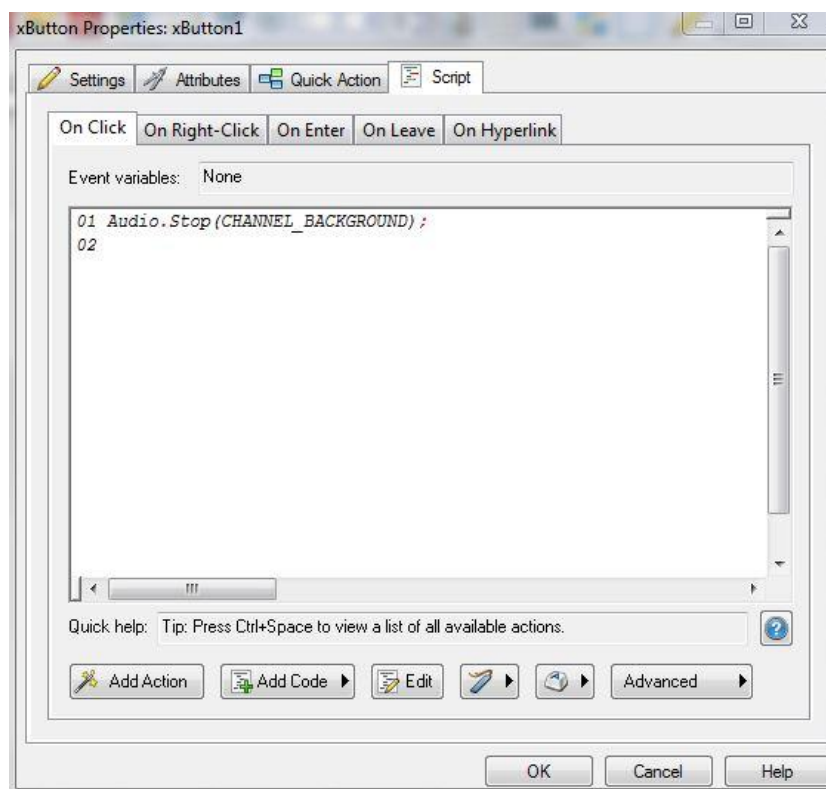 xButton Properties: xButton1
Settings Attributes Quick Action Script
On Click On Right-Click On Enter On Leave On Hyperlink
Event variables: None
01 Audio.Stop(CHANNEL_BACKGROUND);
02
Quick help: Tip: Press Ctrl+Space to view a list of all available actions.
Add Action Add Code Edit Advanced
OK Cancel Help